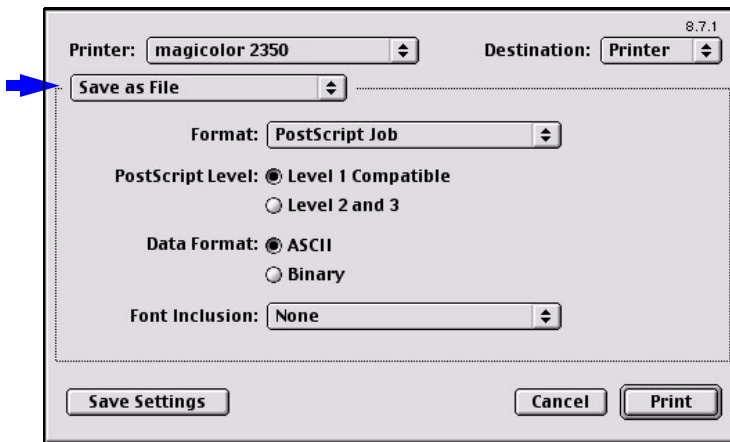 8.7.1
Printer: magicolor 2350 Destination: Printer
Save as File
Format: PostScript Job
PostScript Level: Level 1 Compatible
Level 2 and 3
Data Format: ASCII
Binary
Font Inclusion: None
Save Settings Cancel Print